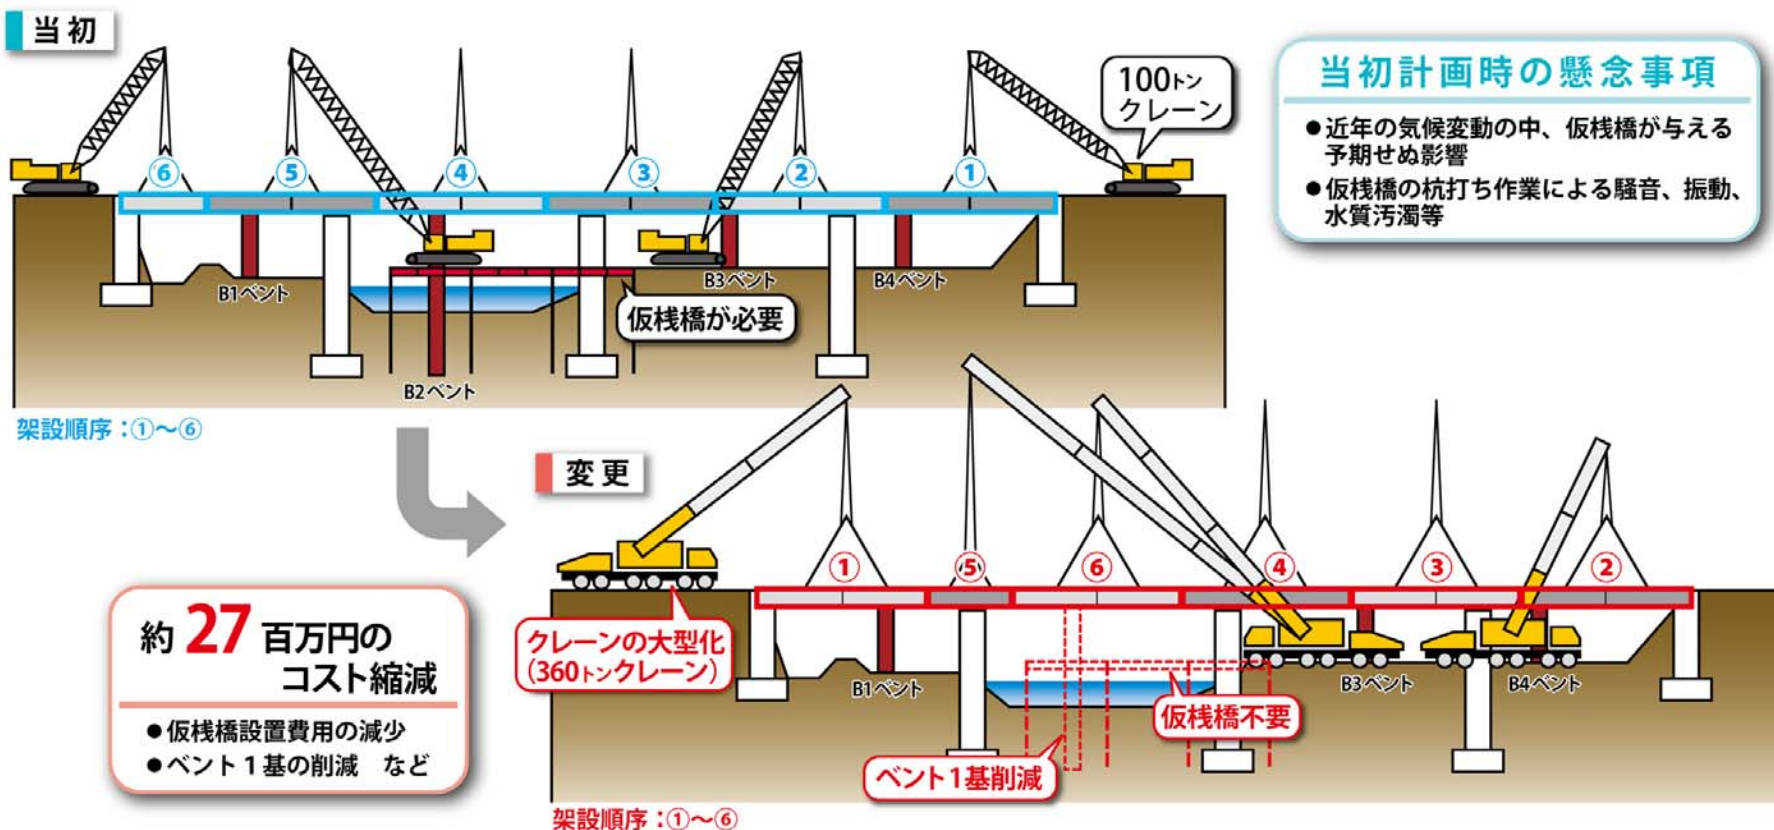 当初
100トン
クレーン
⑥
⑤
④
③
②
①
B1ベント
B3ベント
B4ベント
仮桟橋が必要
B2ベント
架設順序：①～⑥
当初計画時の懸念事項
●近年の気候変動の中、仮桟橋が与える
予期せぬ影響
●仮桟橋の杭打ち作業による騒音、振動、
水質汚濁等
変更
①
⑤
⑥
④
③
②
クレーンの大型化
（360トンクレーン）
B1ベント
B3ベント
B4ベント
仮桟橋不要
ベント1基削減
架設順序：①～⑥
約27百万円の
コスト縮減
●仮桟橋設置費用の減少
●ベント1基の削減　など